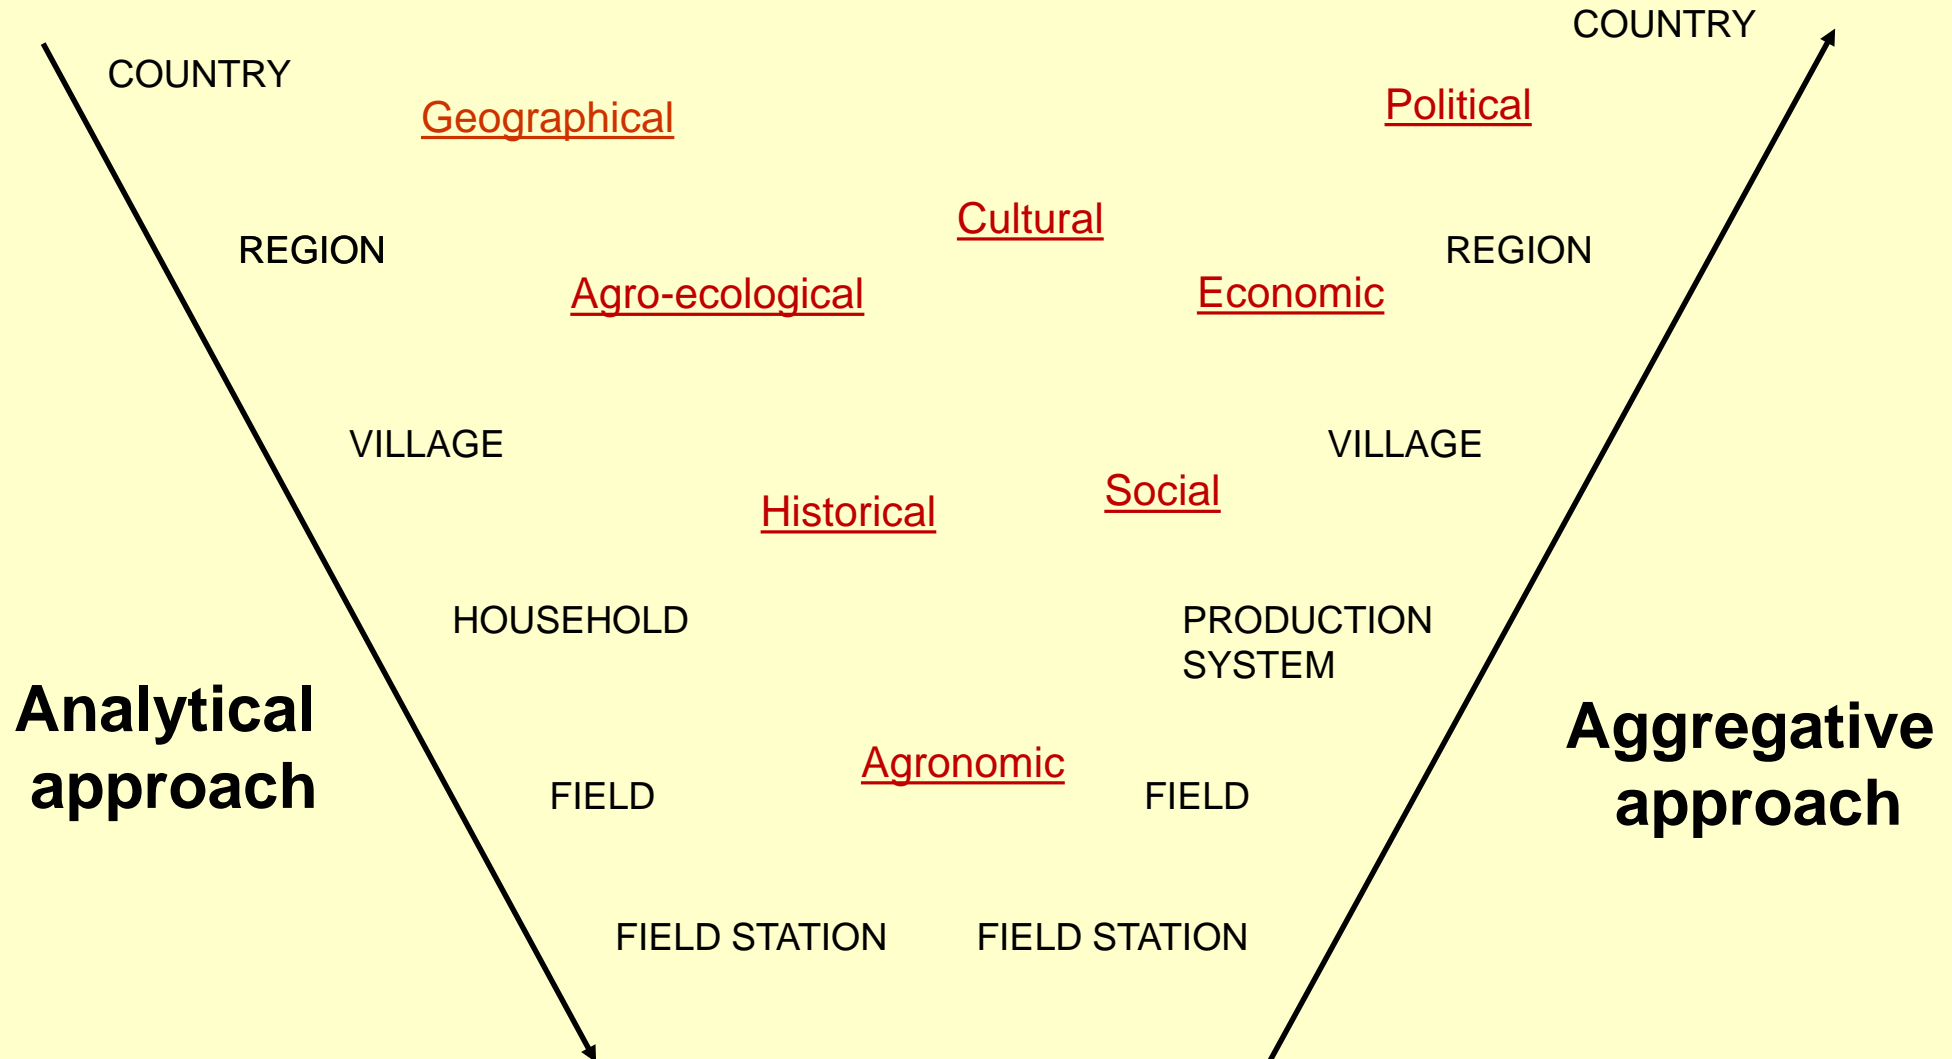 COUNTRY
COUNTRY
Geographical
Political
Cultural
REGION
REGION
Agro-ecological
Economic
VILLAGE
VILLAGE
Historical
Social
HOUSEHOLD
PRODUCTION
SYSTEM
Analytical
approach
Aggregative
approach
Agronomic
FIELD
FIELD
FIELD STATION
FIELD STATION